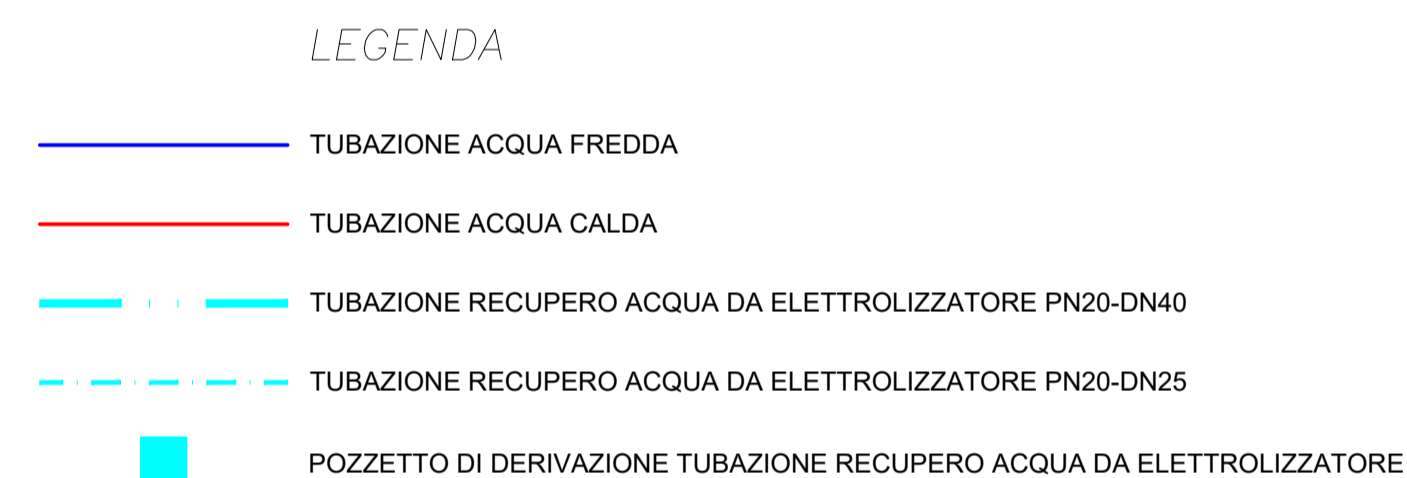 LEGENDA
TUBAZIONE ACQUA FREDDA
TUBAZIONE ACQUA CALDA
TUBAZIONE RECUPERO ACQUA DA ELETTROLIZZATORE PN20-DN40
TUBAZIONE RECUPERO ACQUA DA ELETTROLIZZATORE PN20-DN25
POZZETTO DI DERIVAZIONE TUBAZIONE RECUPERO ACQUA DA ELETTROLIZZATORE